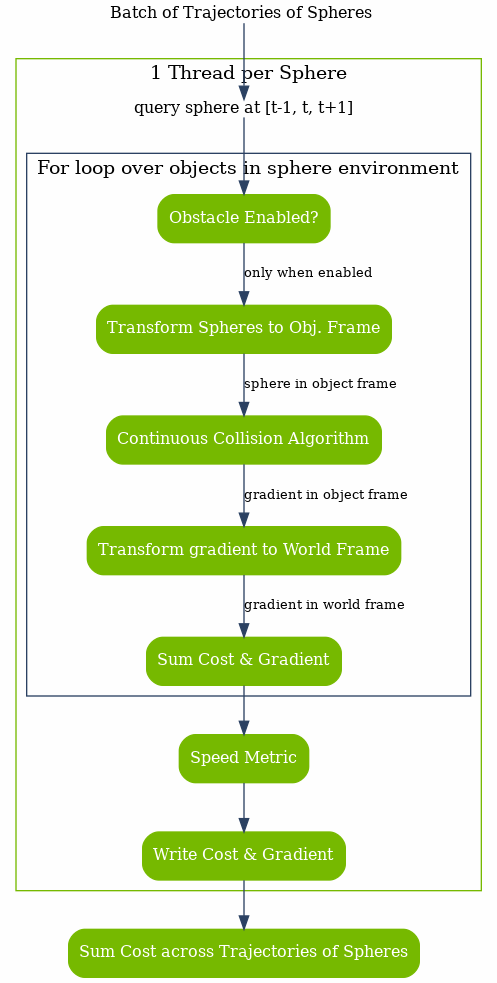 Batch of Trajectories of Spheres
1 Thread per Sphere
query sphere at [t-1, t, t+1]
For loop over objects in sphere environment
Obstacle Enabled?
only when enabled
Transform Spheres to Obj. Frame
sphere in object frame
Continuous Collision Algorithm
gradient in object frame
Transform gradient to World Frame
gradient in world frame
Sum Cost & Gradient
Speed Metric
Write Cost & Gradient
Sum Cost across Trajectories of Spheres